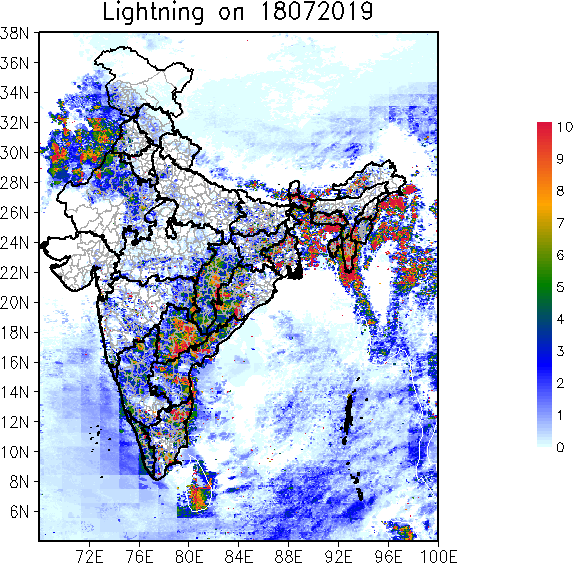 Lightning on 18072019
38N
36N
34N
32N
30N
28N
26N
24N
22N
20N
18N
16N
14N
12N
10N
8N
6N
72E 76E 80E 84E 88E 92E 96E 100E
10
9
8
7
6
5
4
3
2
1
0